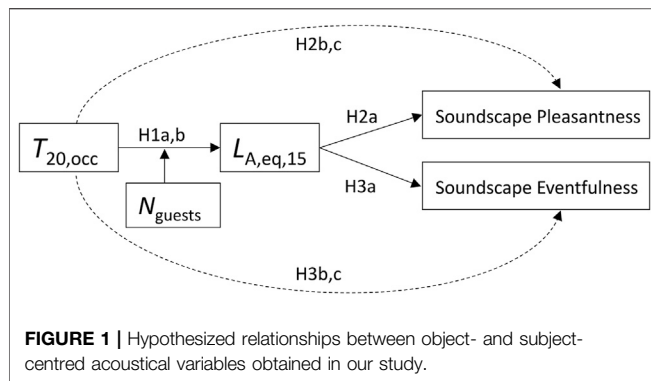 H2b,c
H2a
Soundscape Pleasantness
T20,occ
H1a,b
LA,eq,15
Nguests
H3a
Soundscape Eventfulness
H3b,c
FIGURE 1 | Hypothesized relationships between object- and subject-
centred acoustical variables obtained in our study.